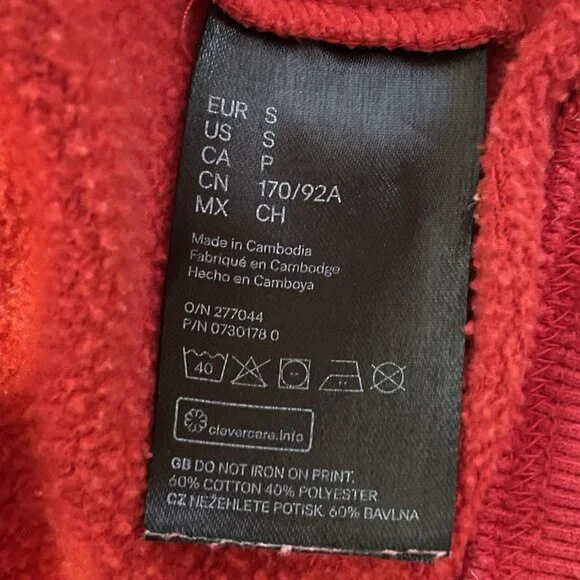 EUR S
US S
CA P
CN 170/92A
MX CH
Made in Cambodia
Fabriqué en Cambodge
Hecho en Camboya
O/N 277044
P/N 0730178 0
40
clevercare.info
GB DO NOT IRON ON PRINT.
60% COTTON 40% POLYESTER
CZ NEŽEHLETE POTISK. 60% BAVLNA